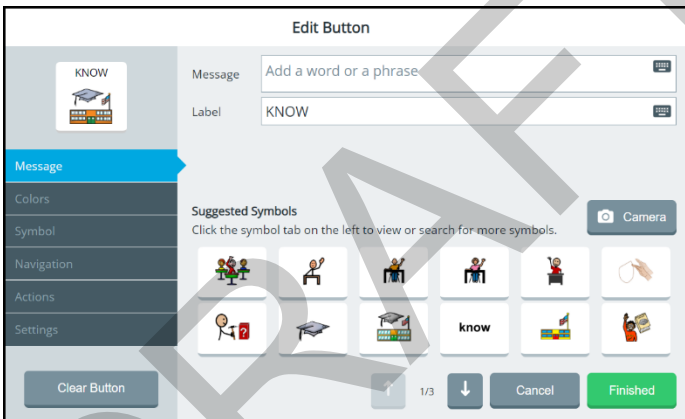 Edit Button
KNOW
Message
Add a word or a phrase
Label
KNOW
Message
Colors
Symbol
Navigation
Actions
Settings
Suggested Symbols
Click the symbol tab on the left to view or search for more symbols.
Camera
know
Clear Button
1/3
Cancel
Finished
DRAFT